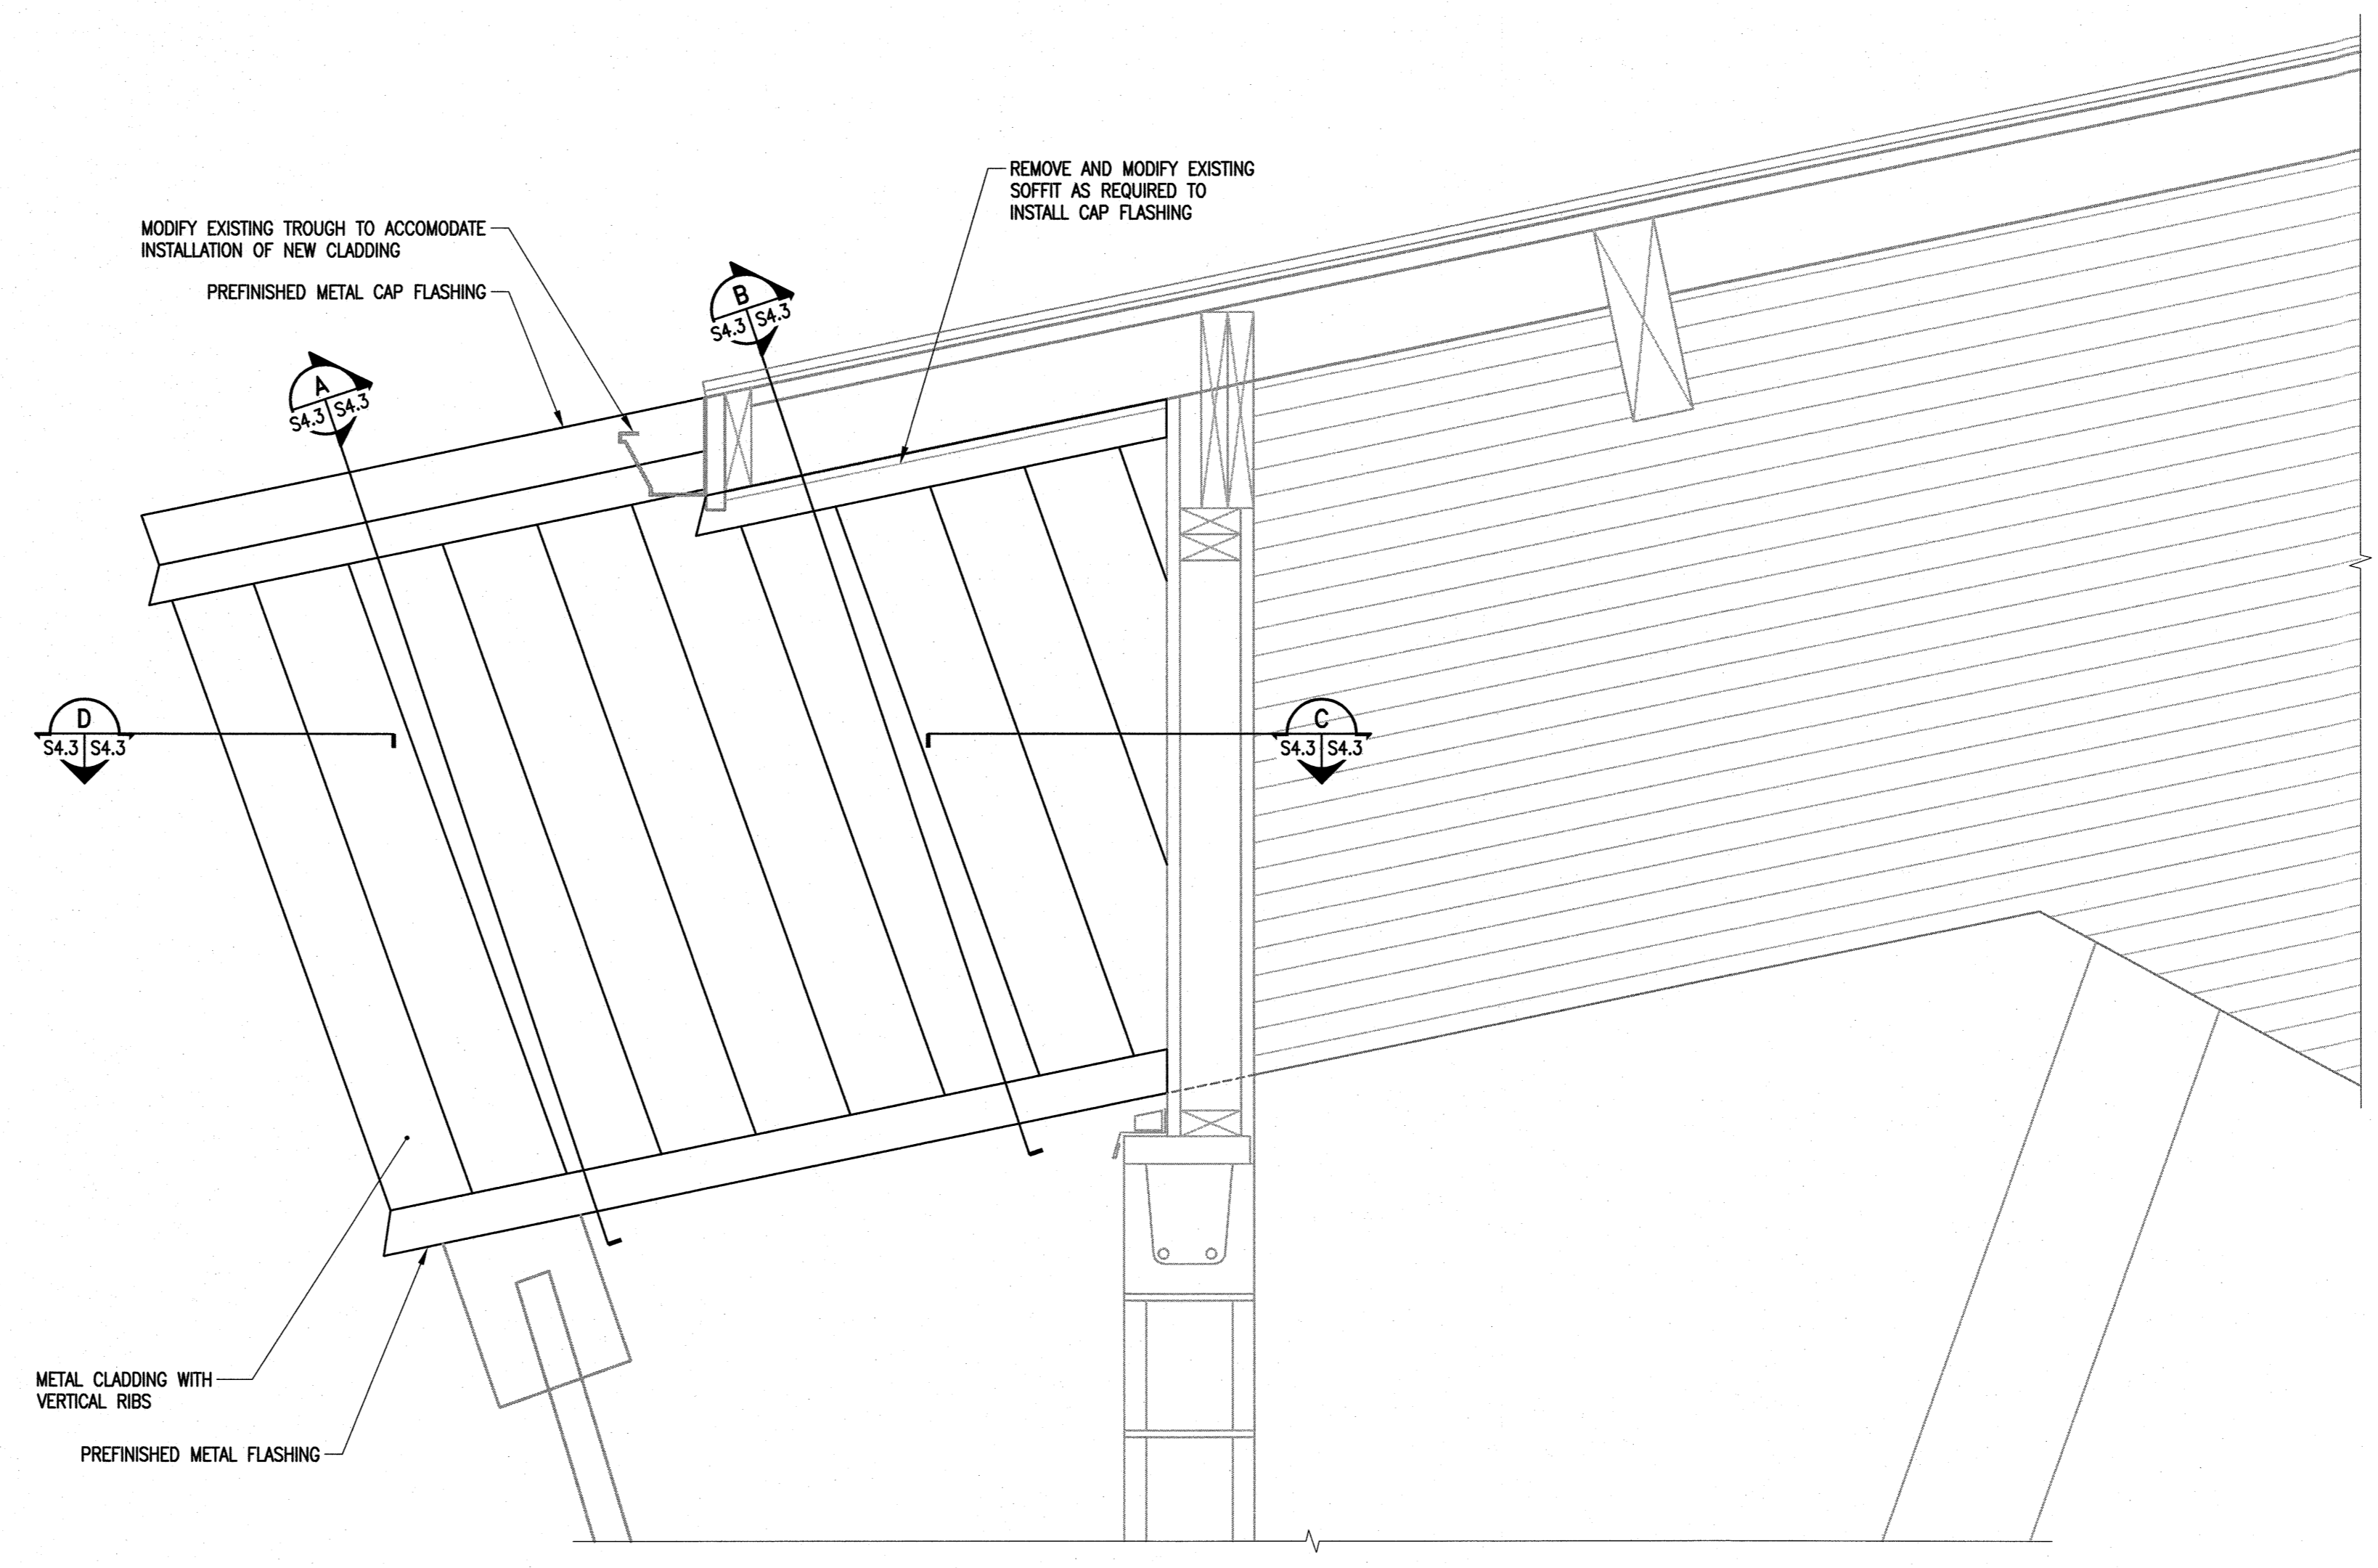 REMOVE AND MODIFY EXISTING
SOFFIT AS REQUIRED TO
INSTALL CAP FLASHING
MODIFY EXISTING TROUGH TO ACCOMODATE
INSTALLATION OF NEW CLADDING
PREFINISHED METAL CAP FLASHING
B
S4.3 S4.3
A
S4.3 S4.3
D
S4.3 S4.3
C
S4.3 S4.3
METAL CLADDING WITH
VERTICAL RIBS
PREFINISHED METAL FLASHING